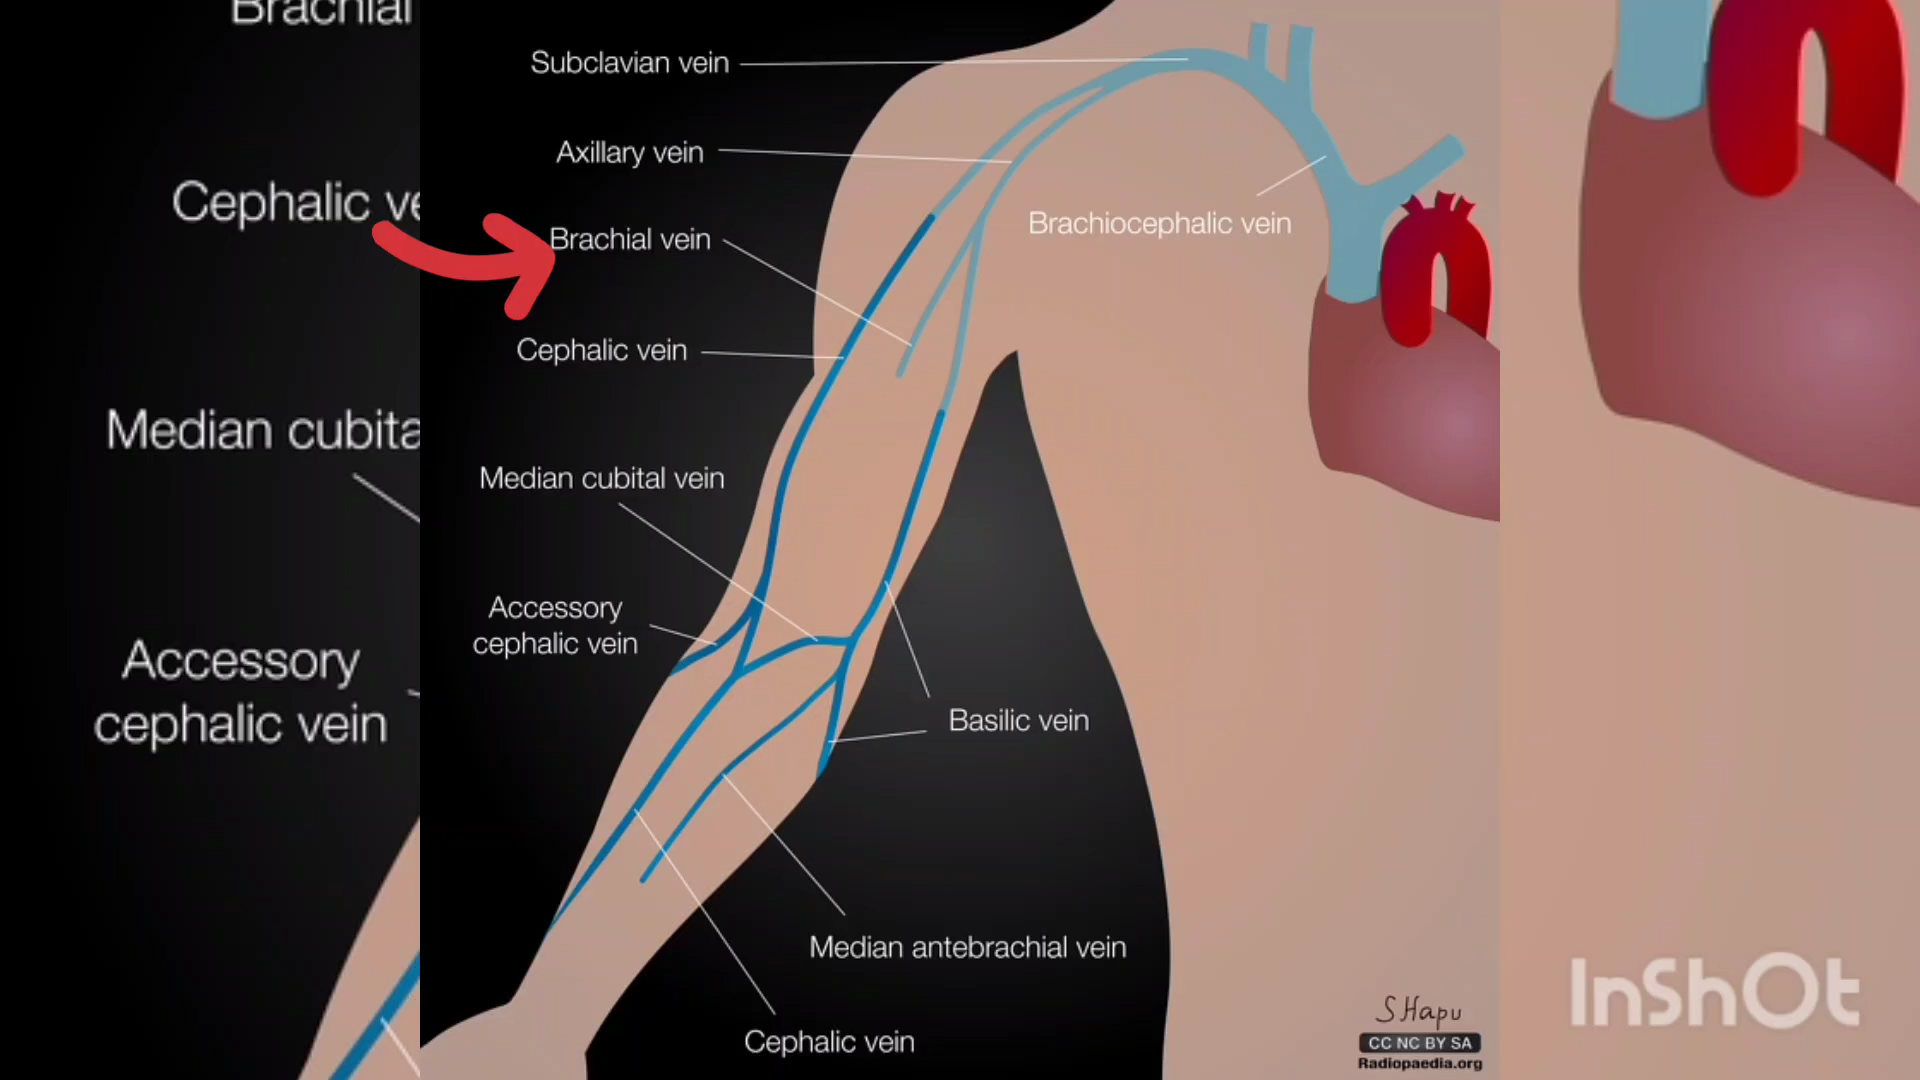 Brachial
Cephalic ve
Median cubita
Accessory
cephalic vein
Subclavian vein
Axillary vein
Brachial vein
Brachiocephalic vein
Cephalic vein
Median cubital vein
Accessory
cephalic vein
Basilic vein
Median antebrachial vein
Cephalic vein
SHapu
CC NC BY SA
Radiopaedia.org
InShOt